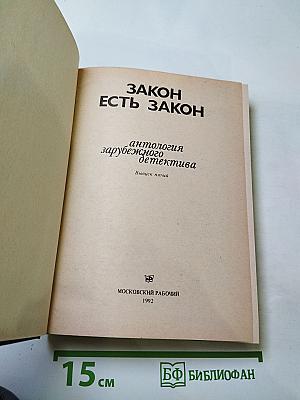 ЗАКОН
ЕСТЬ ЗАКОН
антология
зарубежного
детектива
Выпуск пятый
МОСКОВСКИЙ РАБОЧИЙ
1992
15 см
БФ БИБЛИОФАН